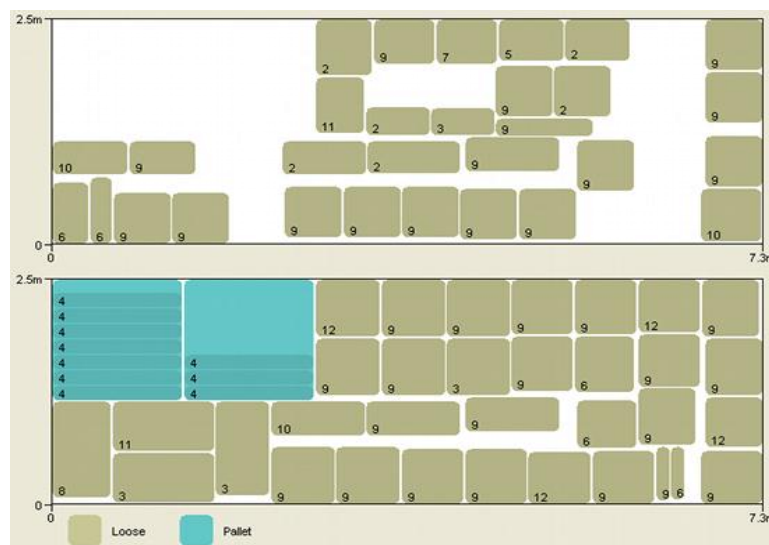 2.5m
2 9 7 5 2 9
9 2 9
11 2 3 9
10 9 2 2 9 9 9
6 6 9 9 9 9 9 9 9 10
0
0 7.3m
2.5m
4
4 12 9 9 9 9 12 9
4
4
4 4
4 4 9 9 3 9 6 9 9
4 4
11 10 9 9 6 9 12
8 3 3 9 9 9 9 12 9 9 6 9
0
0 7.3m
Loose Pallet